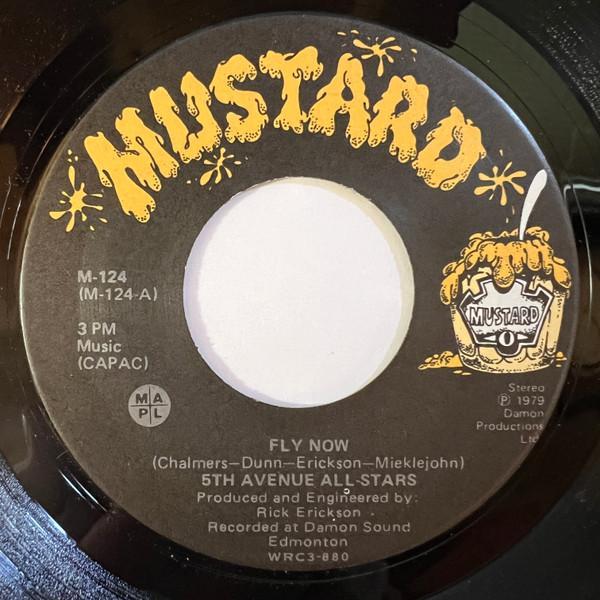 MUSTARD
M-124
(M-124-A)
3 PM
Music
(CAPAC)
MUSTARD
M A
P L
Stereo
Ⓟ 1979
Damon
Productions
Ltd
FLY NOW
(Chalmers—Dunn—Erickson—Mieklejohn)
5TH AVENUE ALL-STARS
Produced and Engineered by:
Rick Erickson
Recorded at Damon Sound
Edmonton
WRC3-880